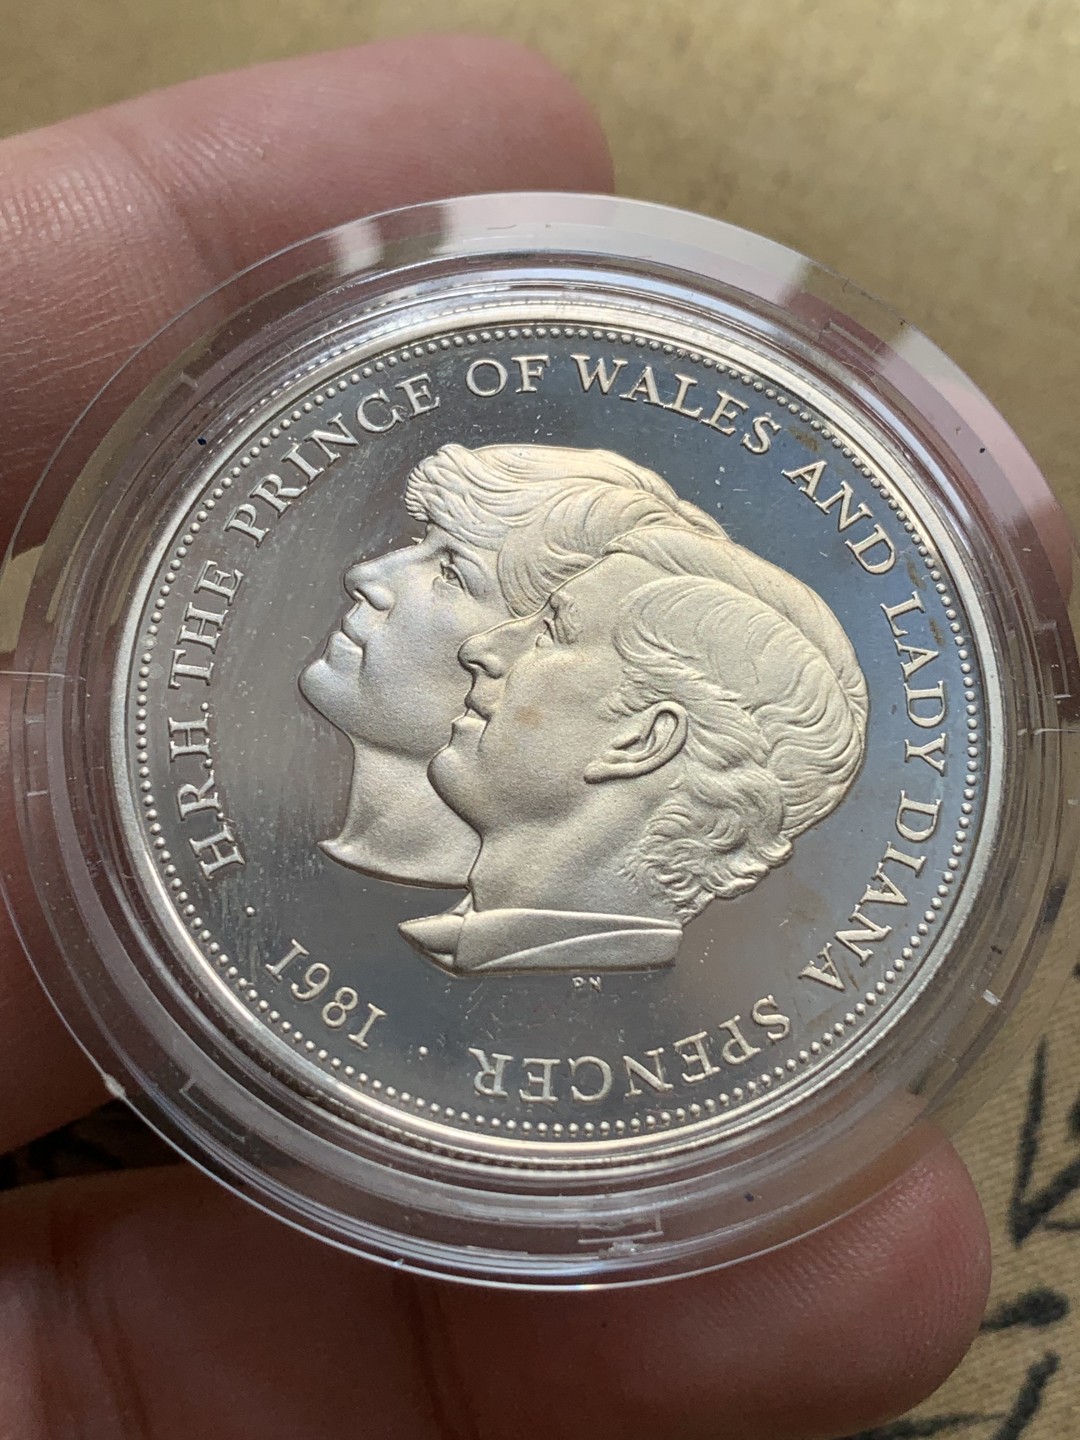 H.R.H. THE PRINCE OF WALES AND LADY DIANA SPENCER · 1981 ·
PN